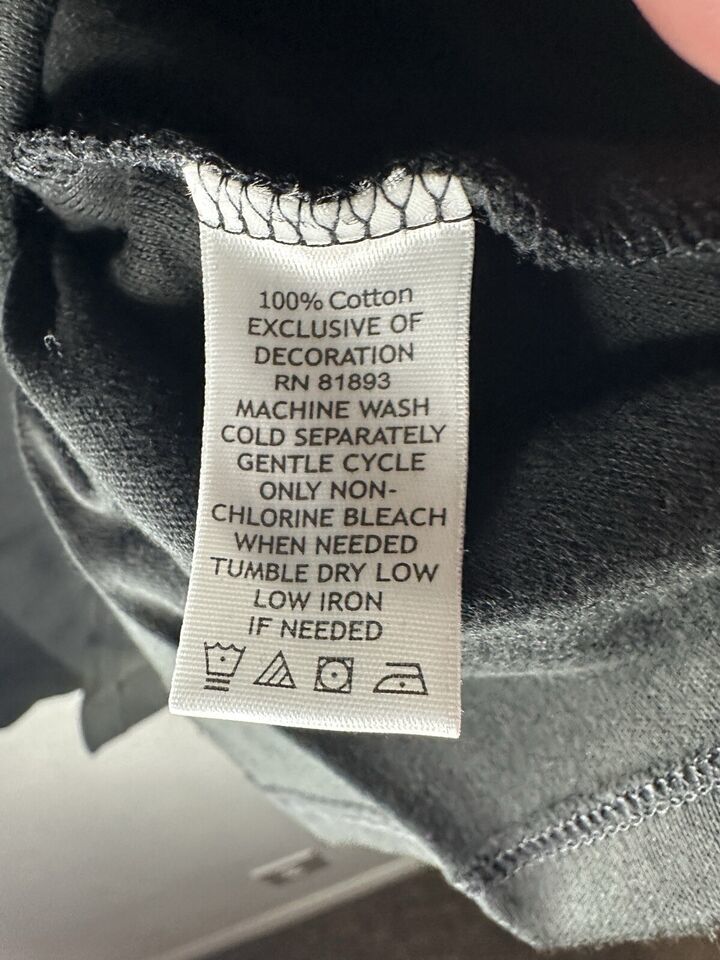 100% Cotton
EXCLUSIVE OF
DECORATION
RN 81893
MACHINE WASH
COLD SEPARATELY
GENTLE CYCLE
ONLY NON-
CHLORINE BLEACH
WHEN NEEDED
TUMBLE DRY LOW
LOW IRON
IF NEEDED